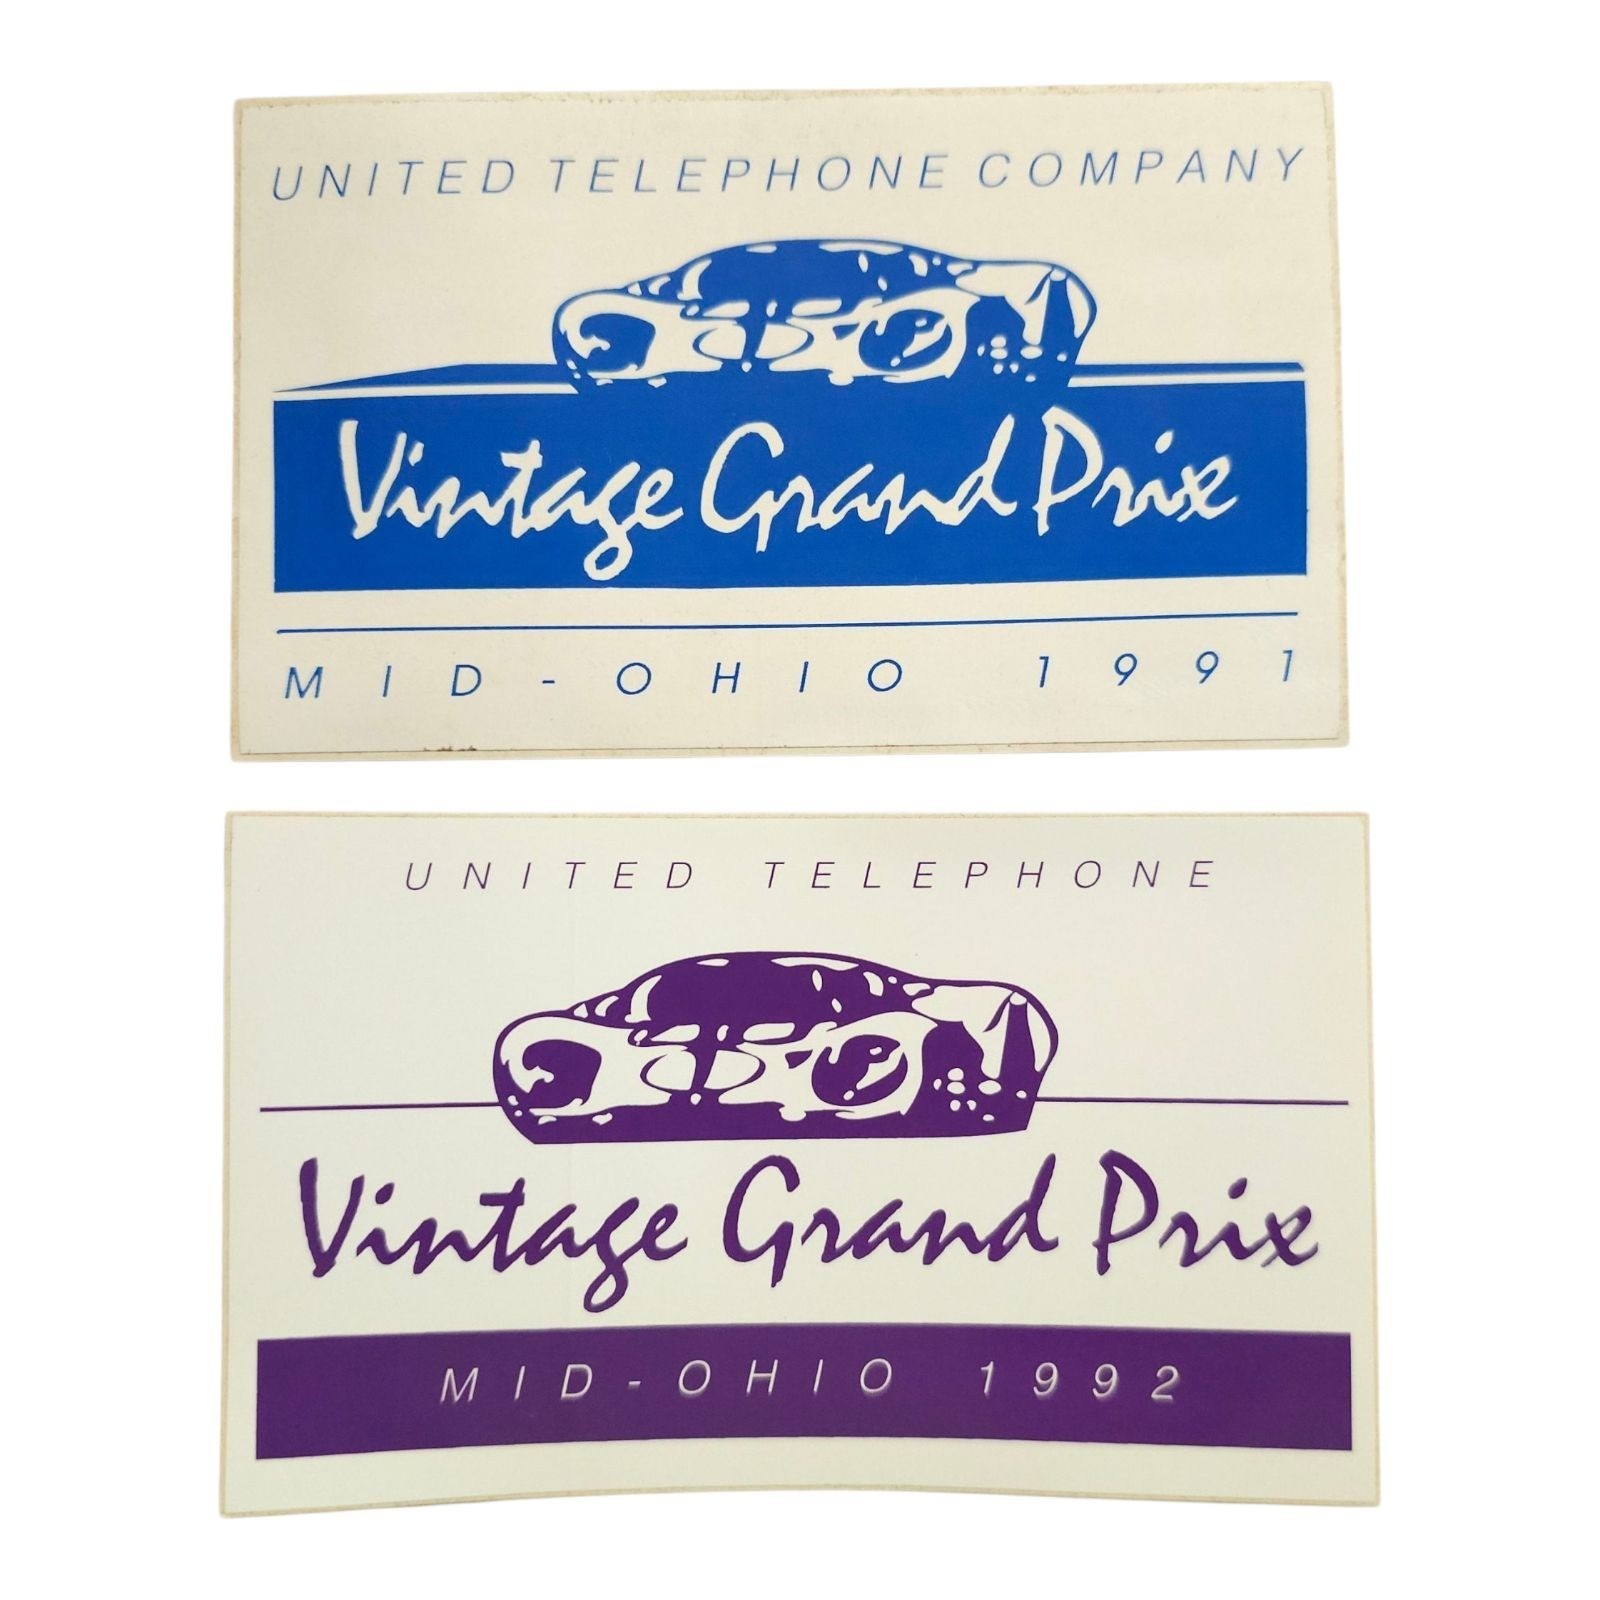 UNITED TELEPHONE COMPANY
Vintage Grand Prix
MID-OHIO 1991
UNITED TELEPHONE
Vintage Grand Prix
MID-OHIO 1992